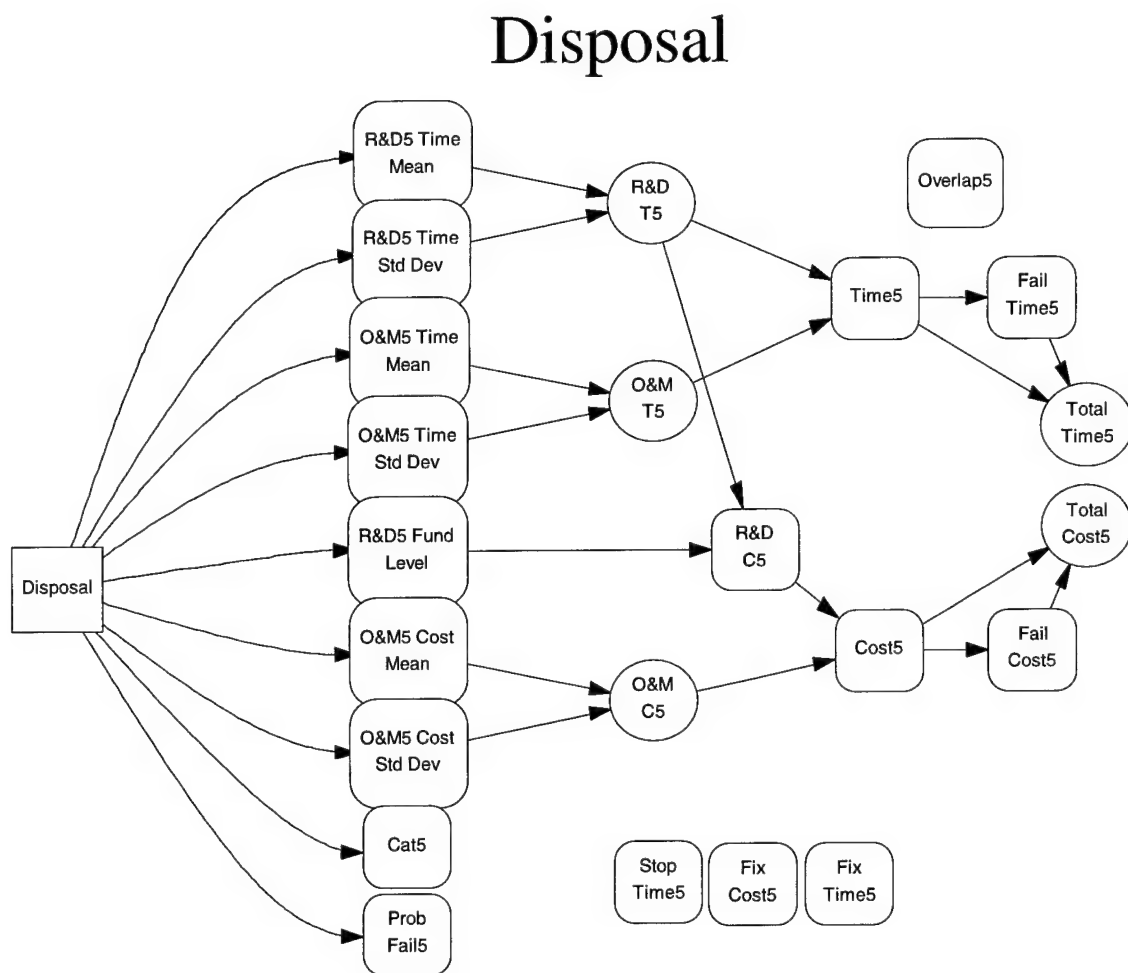 Disposal
R&D5 Time
Mean
R&D5 Time
Std Dev
O&M5 Time
Mean
O&M5 Time
Std Dev
R&D5 Fund
Level
O&M5 Cost
Mean
O&M5 Cost
Std Dev
Cat5
Prob
Fail5
Disposal
R&D
T5
O&M
T5
R&D
C5
O&M
C5
Overlap5
Time5
Fail
Time5
Total
Time5
Total
Cost5
Cost5
Fail
Cost5
Stop
Time5
Fix
Cost5
Fix
Time5